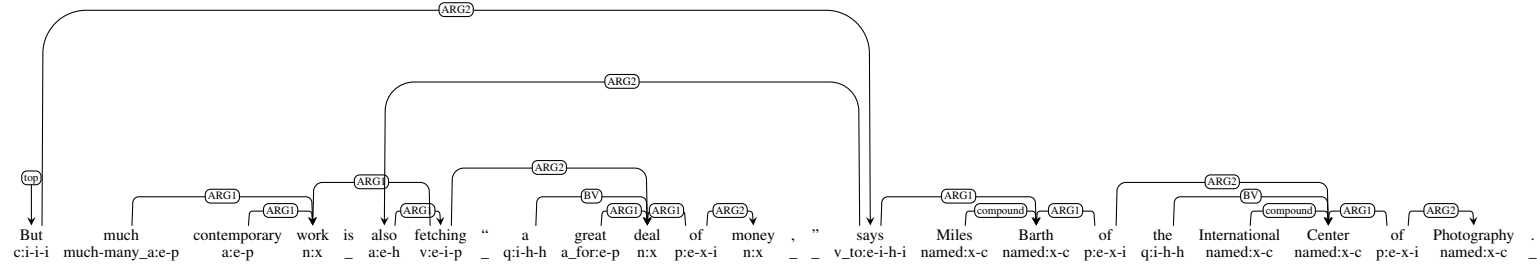 ARG2
ARG2
ARG2
top
ARG1
ARG1
BV
ARG1
ARG2
BV
ARG1
ARG1
ARG1
ARG1
ARG2
compound
ARG1
compound
ARG1
ARG2
But much contemporary work is also fetching “ a great deal of money , ” says Miles Barth of the International Center of Photography .
c:i-i-i much-many_a:e-p a:e-p n:x _ a:e-h v:e-i-p _ q:i-h-h a_for:e-p n:x p:e-x-i n:x _ _ v_to:e-i-h-i named:x-c named:x-c p:e-x-i q:i-h-h named:x-c named:x-c p:e-x-i named:x-c _